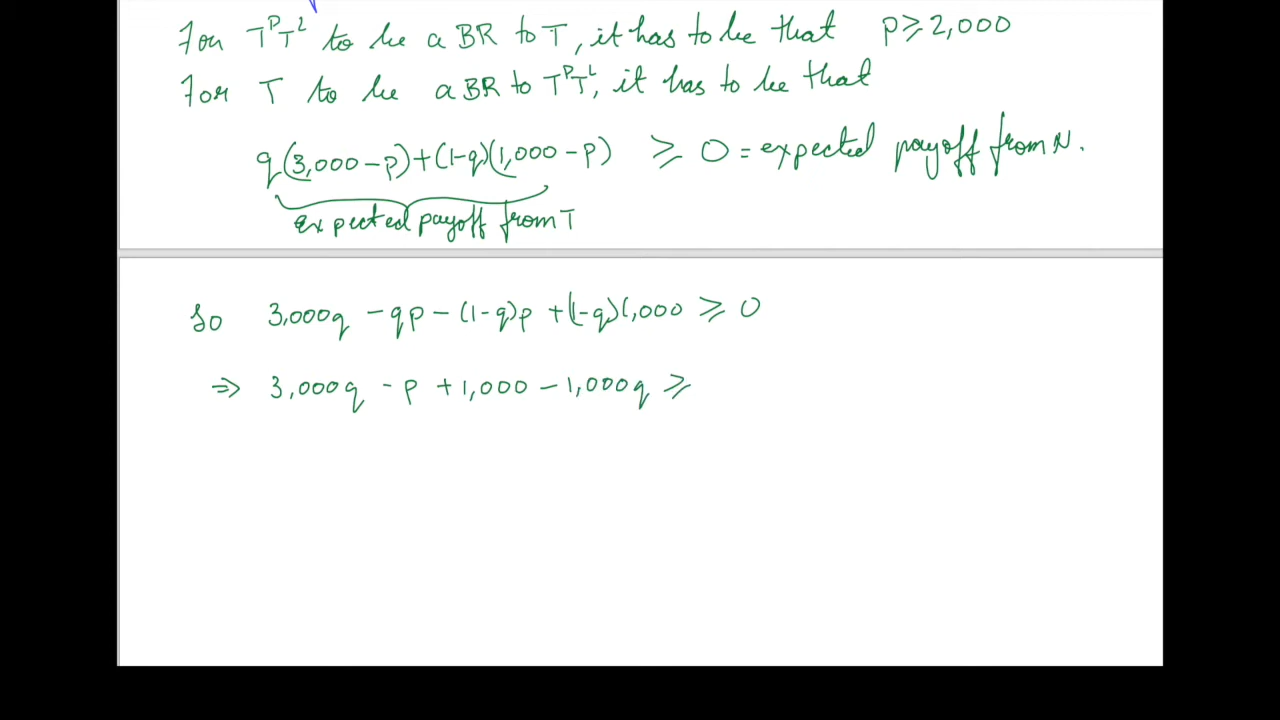 For TᴾTᴸ to be a BR to T, it has to be that p ≥ 2,000
For T to be a BR to TᴾTᴸ, it has to be that
q(3,000 - p) + (1-q)(1,000 - p) ≥ 0 = expected payoff from N.
expected payoff from T
So 3,000q - qp - (1-q)p + (1-q)1,000 ≥ 0
⇒ 3,000q - p + 1,000 - 1,000q ≥